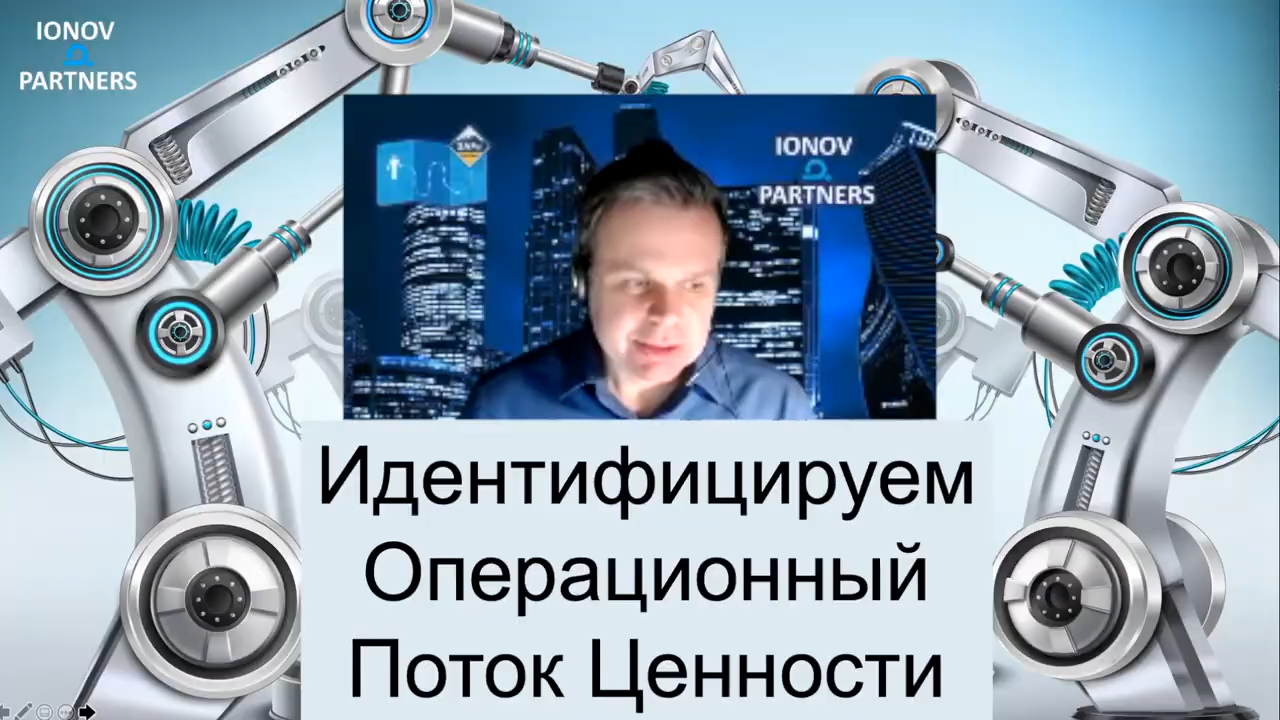 IONOV
PARTNERS
IONOV
PARTNERS
Идентифицируем
Операционный
Поток Ценности